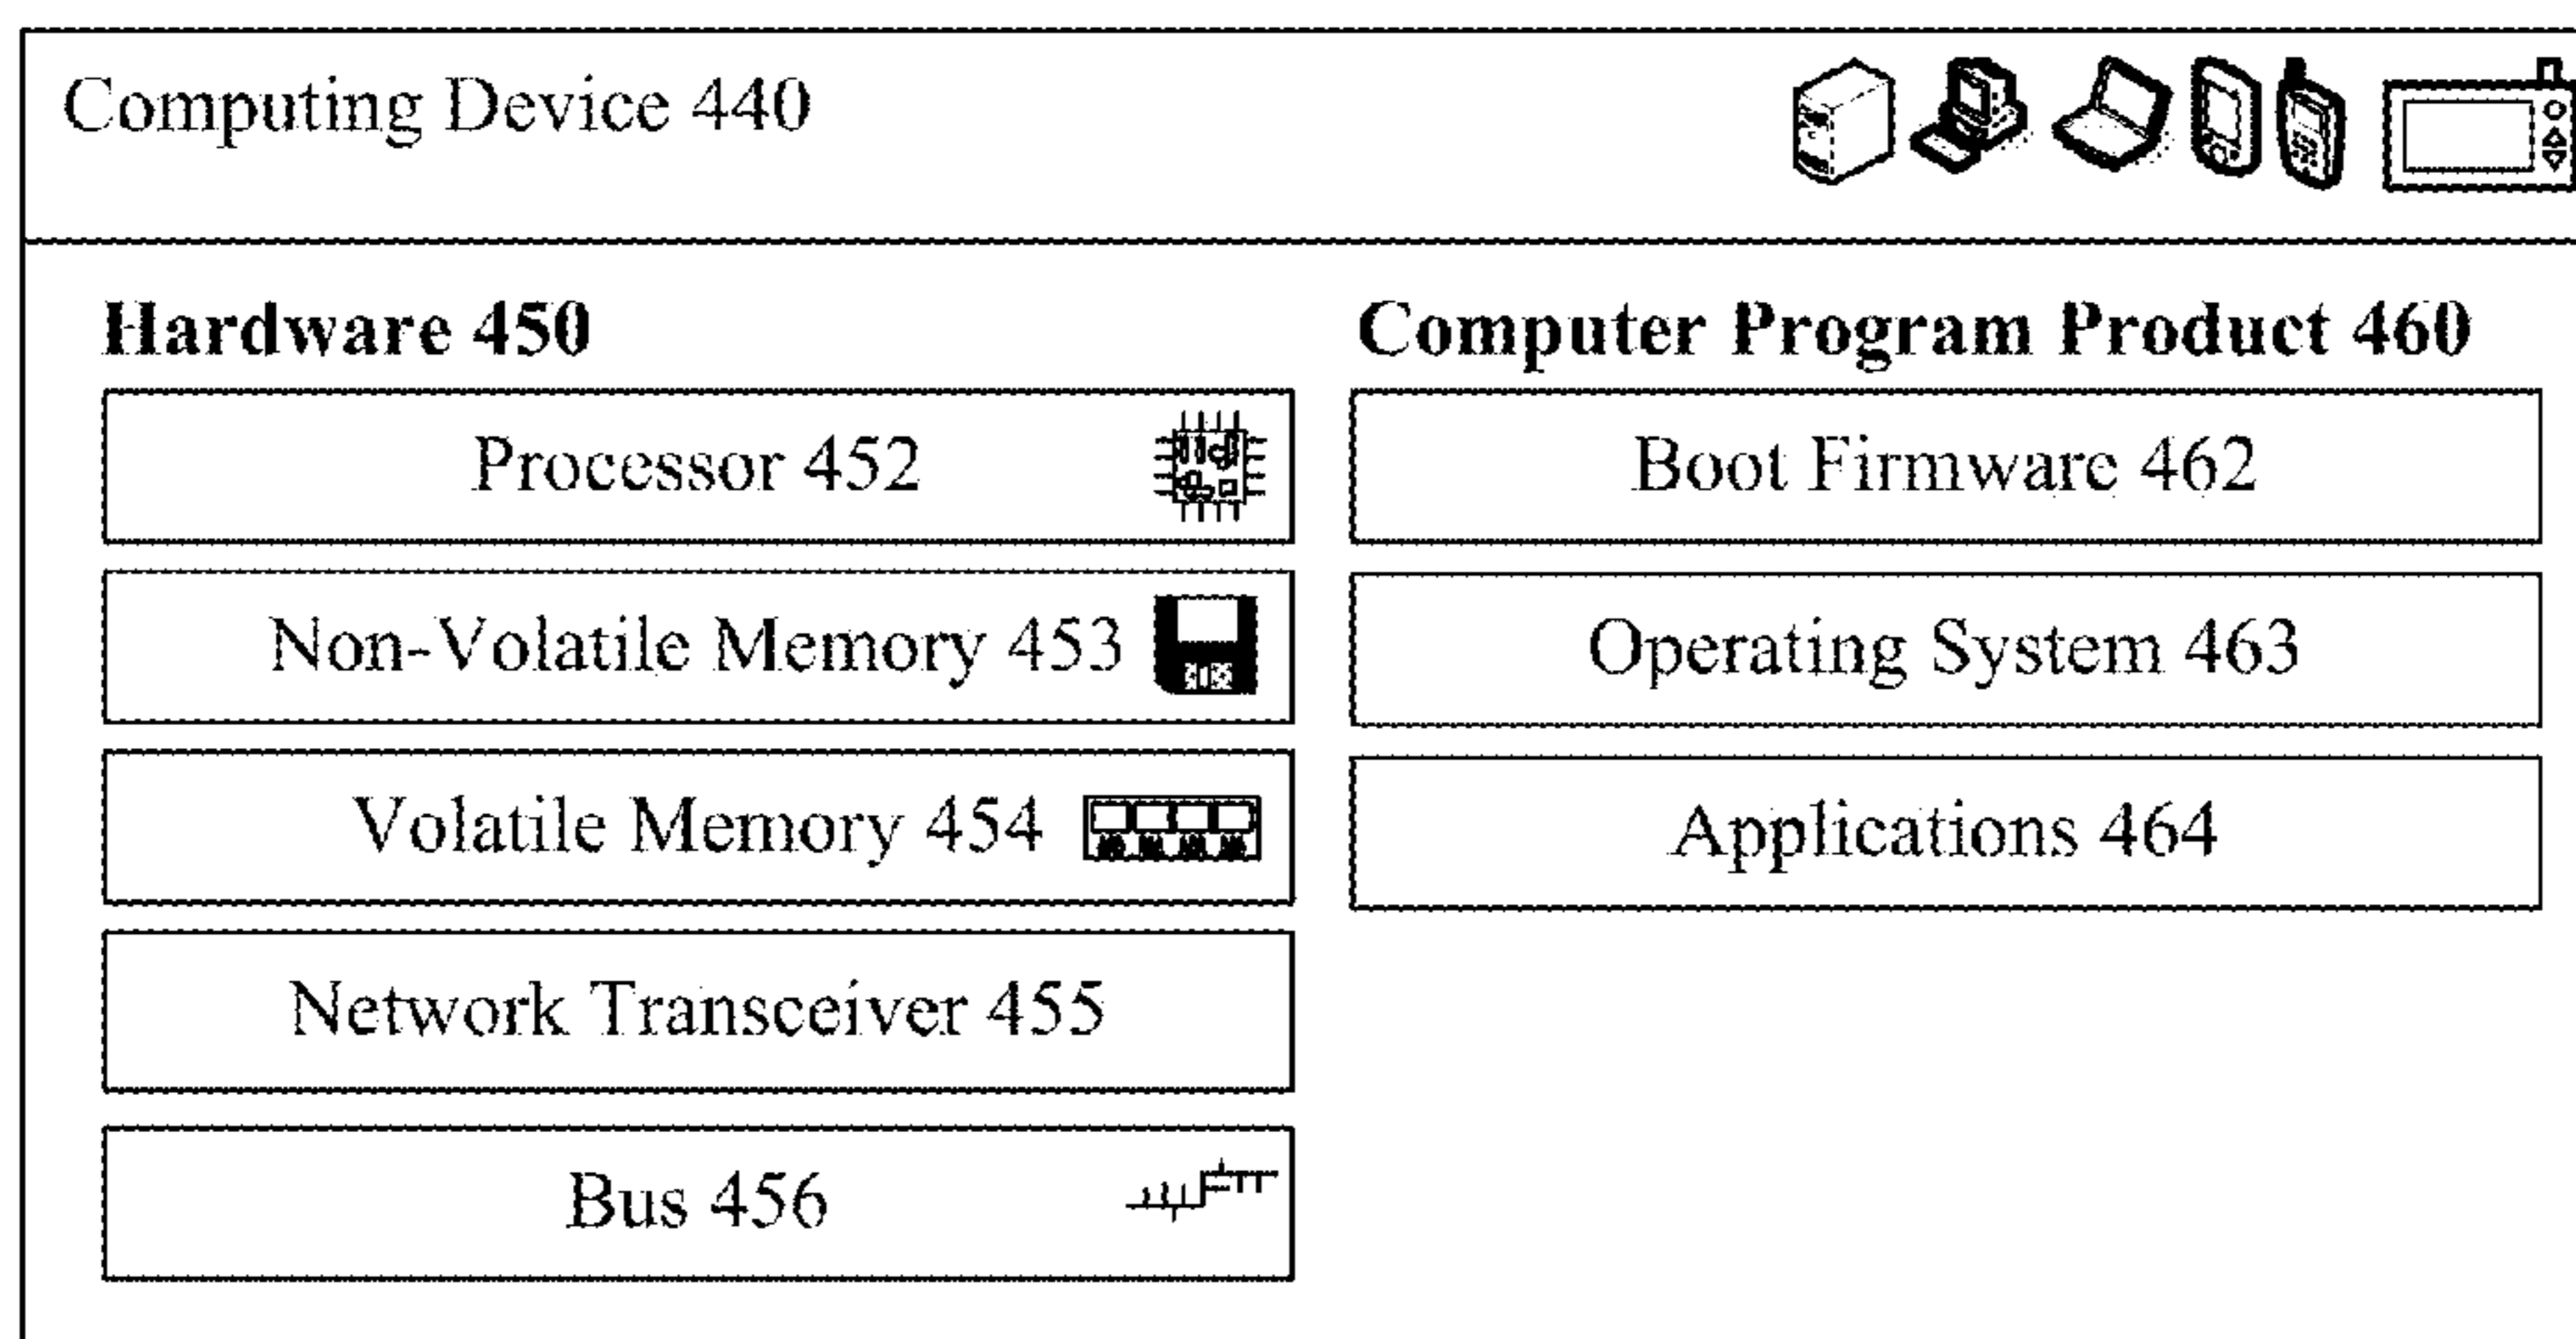 Computing Device 440
Hardware 450
Processor 452
Non-Volatile Memory 453
Volatile Memory 454
Network Transceiver 455
Bus 456
Computer Program Product 460
Boot Firmware 462
Operating System 463
Applications 464